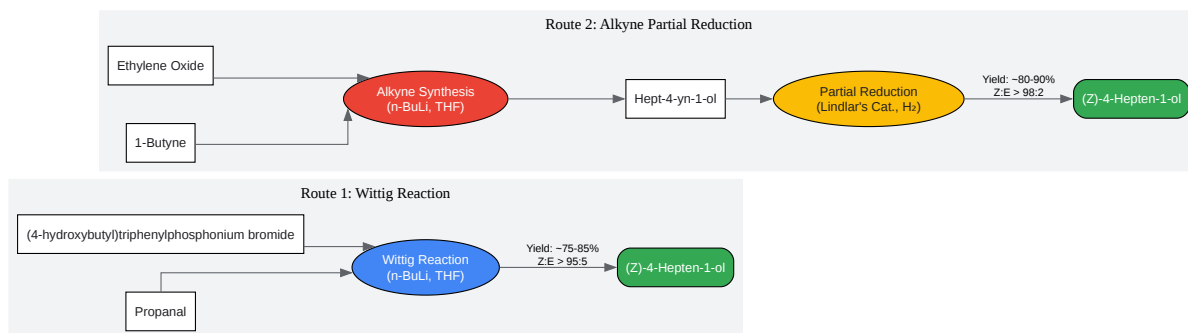 Route 2: Alkyne Partial Reduction
Ethylene Oxide
1-Butyne
Alkyne Synthesis
(n-BuLi, THF)
Hept-4-yn-1-ol
Partial Reduction
(Lindlar's Cat., H₂)
Yield: ~80-90%
Z:E > 98:2
(Z)-4-Hepten-1-ol
Route 1: Wittig Reaction
(4-hydroxybutyl)triphenylphosphonium bromide
Propanal
Wittig Reaction
(n-BuLi, THF)
Yield: ~75-85%
Z:E > 95:5
(Z)-4-Hepten-1-ol